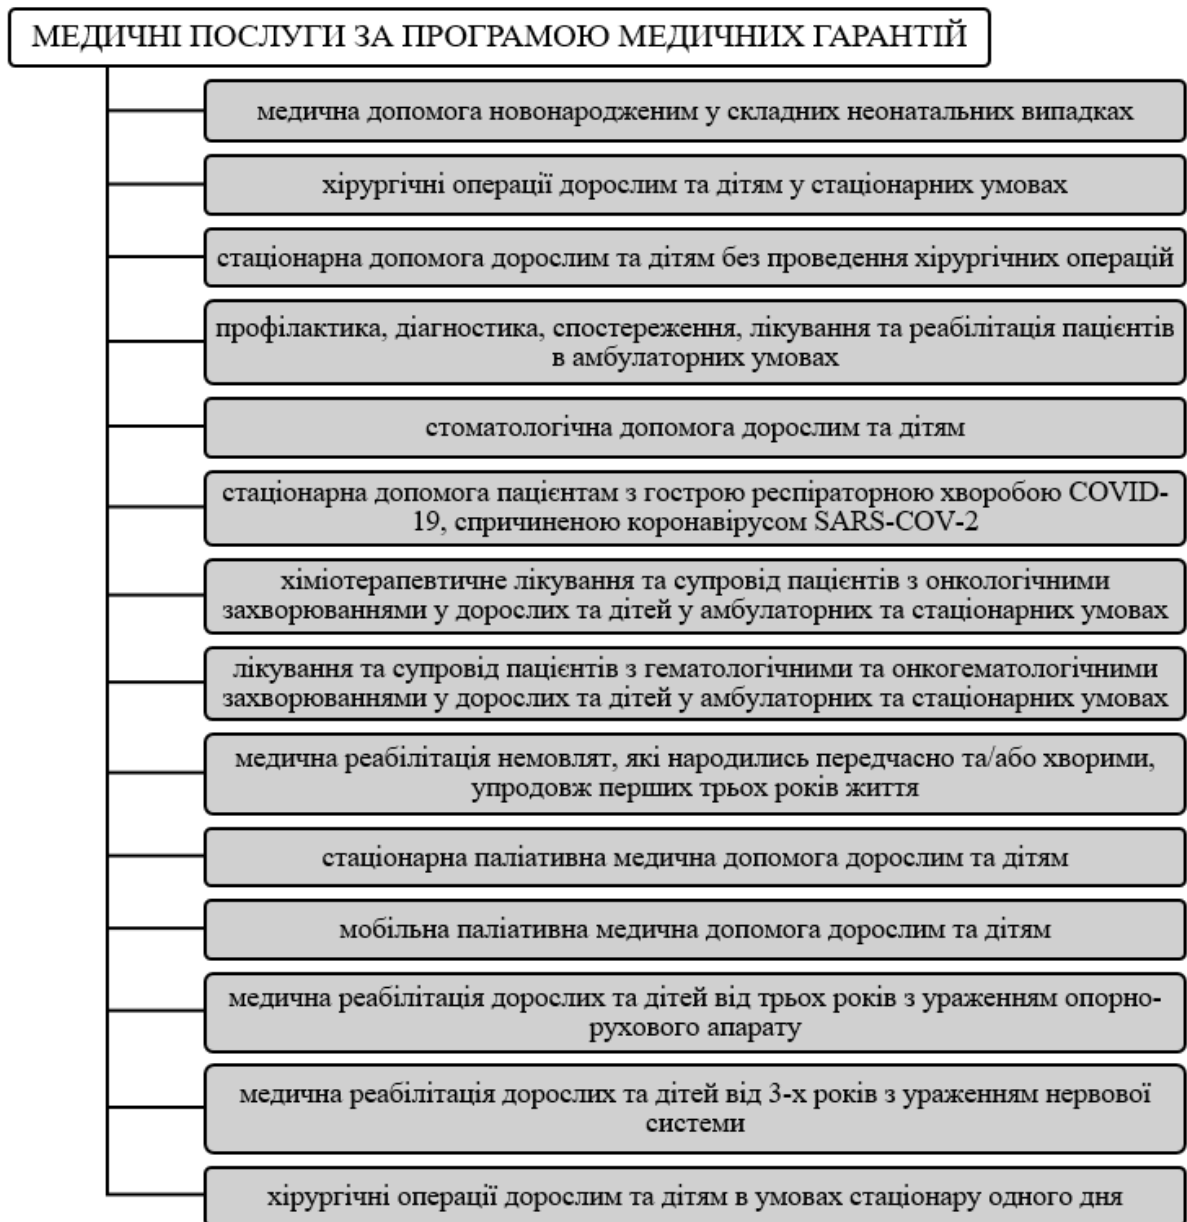 МЕДИЧНІ ПОСЛУГИ ЗА ПРОГРАМОЮ МЕДИЧНИХ ГАРАНТІЙ
медична допомога новонародженим у складних неонатальних випадках
хірургічні операції дорослим та дітям у стаціонарних умовах
стаціонарна допомога дорослим та дітям без проведення хірургічних операцій
профілактика, діагностика, спостереження, лікування та реабілітація пацієнтів
в амбулаторних умовах
стоматологічна допомога дорослим та дітям
стаціонарна допомога пацієнтам з гострою респіраторною хворобою COVID-
19, спричиненою коронавірусом SARS-COV-2
хіміотерапевтичне лікування та супровід пацієнтів з онкологічними
захворюваннями у дорослих та дітей у амбулаторних та стаціонарних умовах
лікування та супровід пацієнтів з гематологічними та онкогематологічними
захворюваннями у дорослих та дітей у амбулаторних та стаціонарних умовах
медична реабілітація немовлят, які народились передчасно та/або хворими,
упродовж перших трьох років життя
стаціонарна паліативна медична допомога дорослим та дітям
мобільна паліативна медична допомога дорослим та дітям
медична реабілітація дорослих та дітей від трьох років з ураженням опорно-
рухового апарату
медична реабілітація дорослих та дітей від 3-х років з ураженням нервової
системи
хірургічні операції дорослим та дітям в умовах стаціонару одного дня